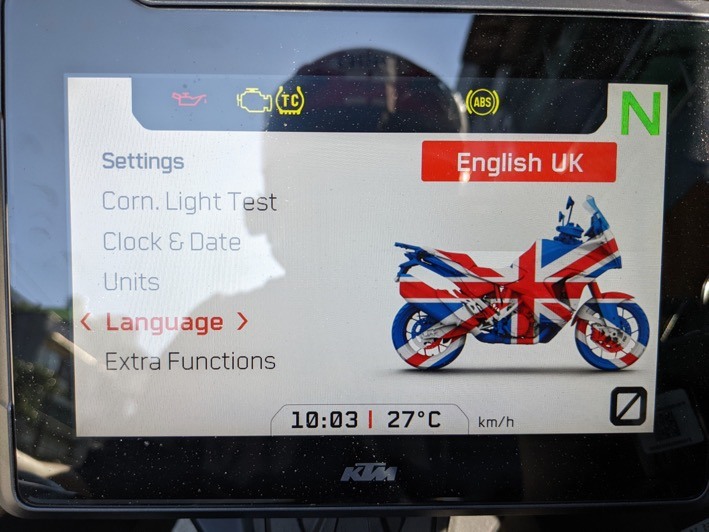 TC
ABS
N
Settings
English UK
Corn. Light Test
Clock & Date
Units
< Language >
Extra Functions
10:03 | 27°C
km/h
KTM